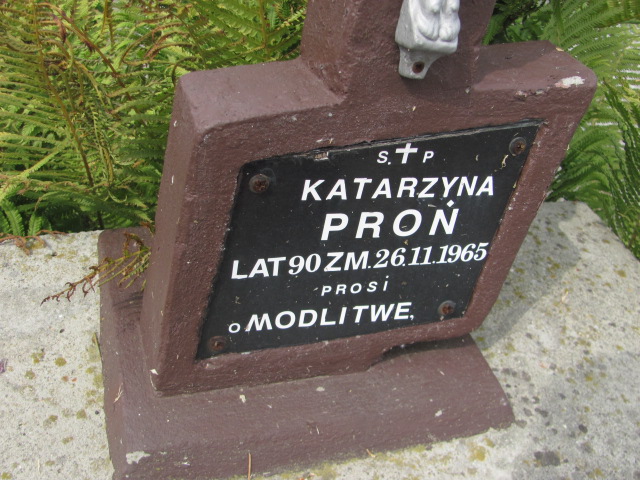 S.✝P
KATARZYNA
PROŃ
LAT 90 ZM. 26.11.1965
PROSI
o MODLITWE,